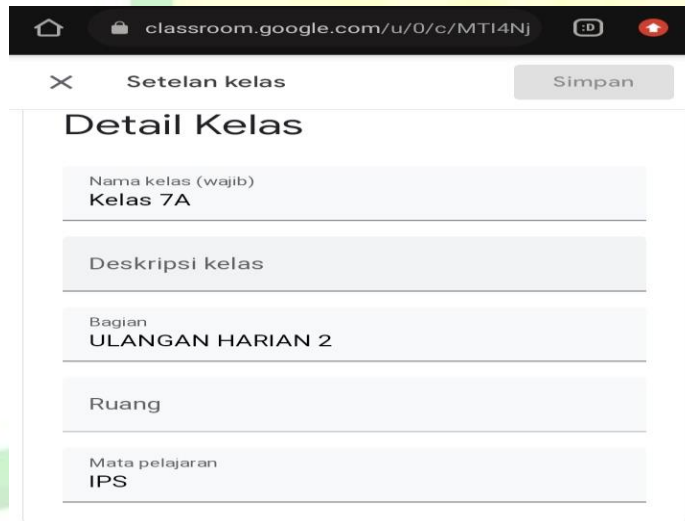 classroom.google.com/u/0/c/MTI4Nj
:D
Setelan kelas
Simpan
Detail Kelas
Nama kelas (wajib)
Kelas 7A
Deskripsi kelas
Bagian
ULANGAN HARIAN 2
Ruang
Mata pelajaran
IPS